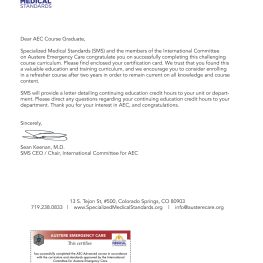 MEDICAL
STANDARDS
Dear AEC Course Graduate,
Specialized Medical Standards (SMS) and the members of the International Committee
on Austere Emergency Care congratulate you on successfully completing this challenging
course curriculum. Please find enclosed your certification card. We trust that you found this
a valuable education and training curriculum, and we encourage you to consider enrolling
in a refresher course after two years in order to remain current on all knowledge and course
content.
SMS will provide a letter detailing continuing education credit hours to your unit or depart-
ment. Please direct any questions regarding your continuing education credit hours to your
department. Thank you for your interest in AEC, and congratulations.
Sincerely,
Sean Keenan, M.D.
SMS CEO / Chair, International Committee for AEC
13 S. Tejon St, #500, Colorado Springs, CO 80903
719.238.0833 | www.SpecializedMedicalStandards.org | info@austerecare.org
AUSTERE EMERGENCY CARE
This certifies
has successfully completed the AEC Advanced course in accordance
with the curriculum and standards approved by the International
Committee for Austere Emergency Care